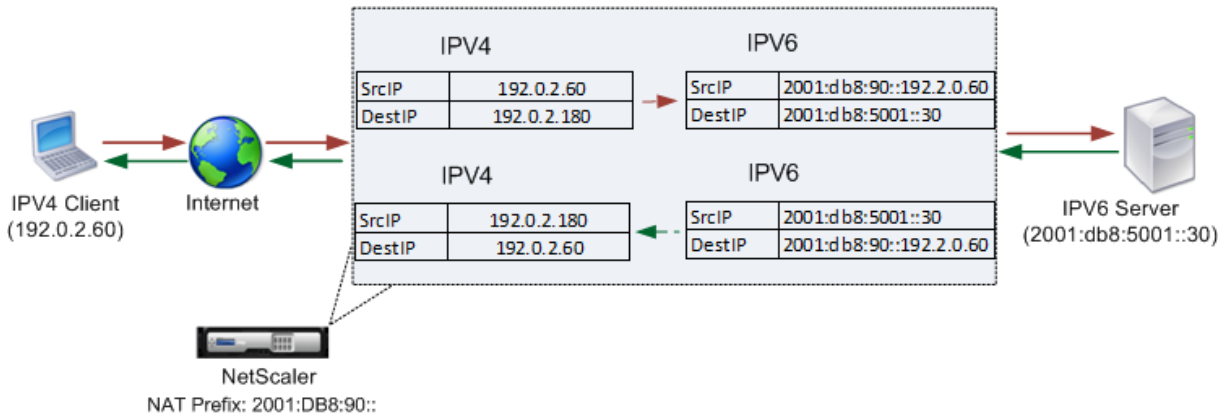 IPV4 IPV6
SrcIP 192.0.2.60 SrcIP 2001:db8:90::192.2.0.60
DestIP 192.0.2.180 DestIP 2001:db8:5001::30
IPV4 IPV6
SrcIP 192.0.2.180 SrcIP 2001:db8:5001::30
DestIP 192.0.2.60 DestIP 2001:db8:90::192.2.0.60
IPV4 Client
(192.0.2.60)
Internet
IPV6 Server
(2001:db8:5001::30)
NetScaler
NAT Prefix: 2001:DB8:90::